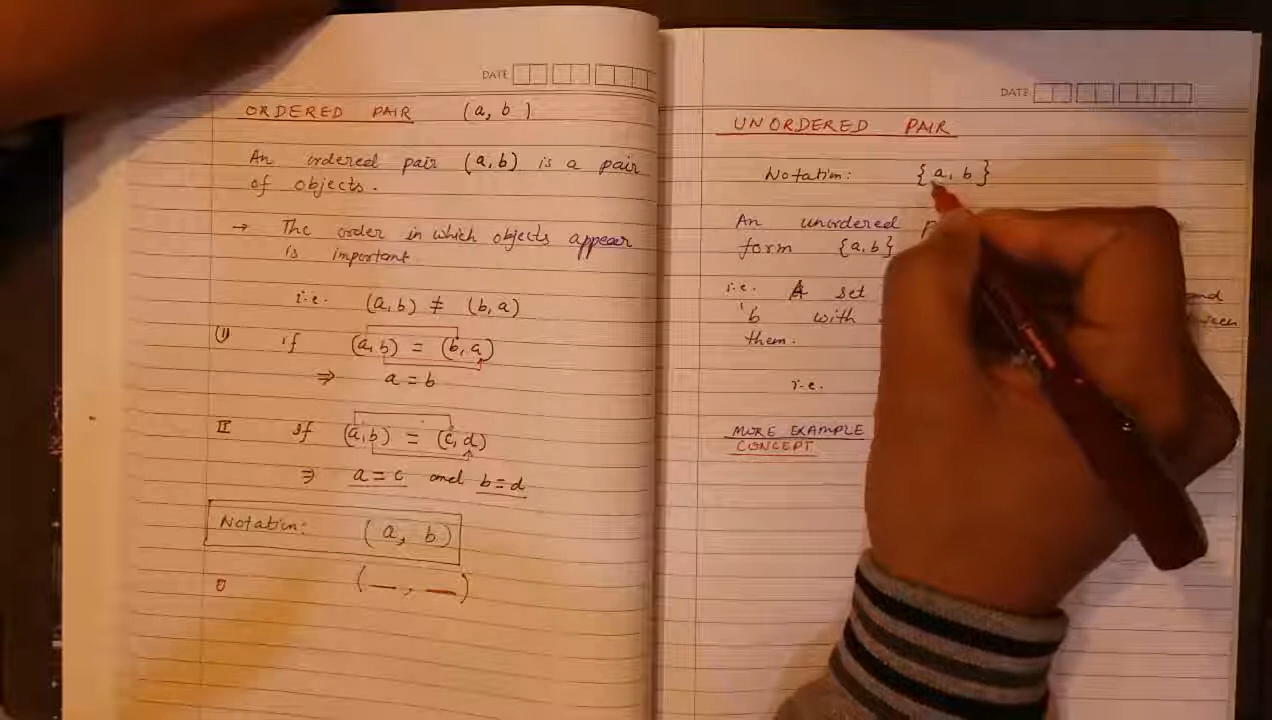 DATE
ORDERED PAIR (a, b)
An ordered pair (a, b) is a pair
of objects.
→ The order in which objects appear
is important.
i.e. (a, b) ≠ (b, a)
(I) if (a, b) = (b, a)
⇒ a = b
II If (a, b) = (c, d)
⇒ a = c and b = d
Notation: (a, b)
( _ , _ )
DATE
UNORDERED PAIR
Notation: {a, b}
An unordered
form {a, b}
i.e. A set and
b with
them.
i.e.
MORE EXAMPLE
CONCEPT